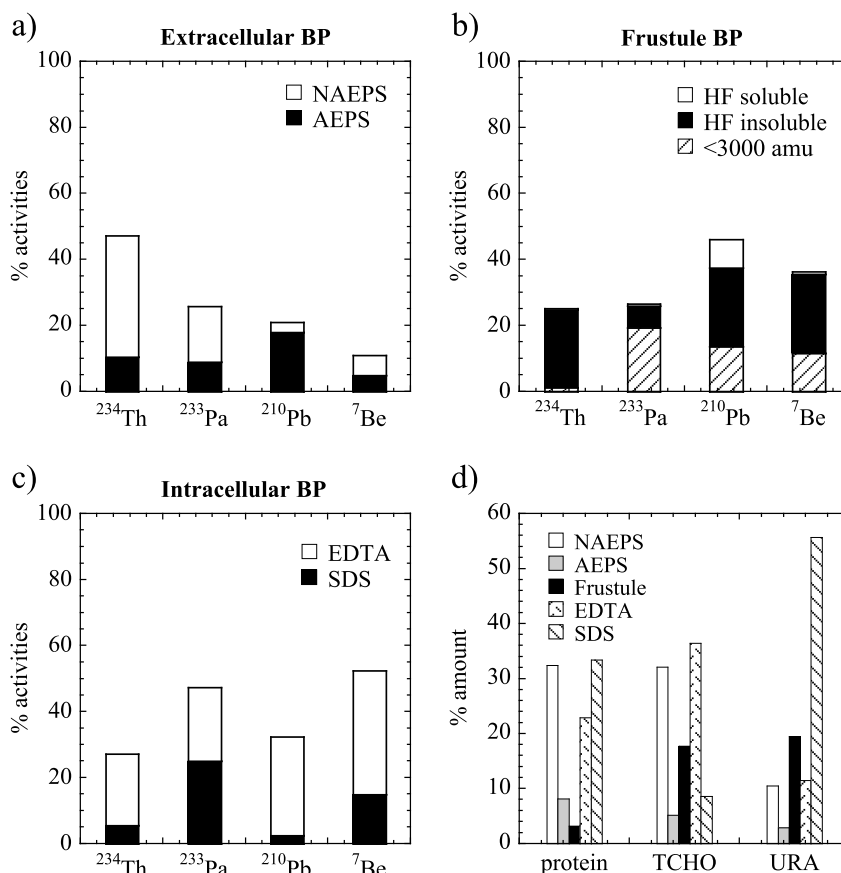 a)
Extracellular BP
100
80
60
40
20
0
% activities
NAEPS
AEPS
²³⁴Th ²³³Pa ²¹⁰Pb ⁷Be
b)
Frustule BP
100
80
60
40
20
0
% activities
HF soluble
HF insoluble
<3000 amu
²³⁴Th ²³³Pa ²¹⁰Pb ⁷Be
c)
Intracellular BP
100
80
60
40
20
0
% activities
EDTA
SDS
²³⁴Th ²³³Pa ²¹⁰Pb ⁷Be
d)
60
50
40
30
20
10
0
% amount
NAEPS
AEPS
Frustule
EDTA
SDS
protein TCHO URA